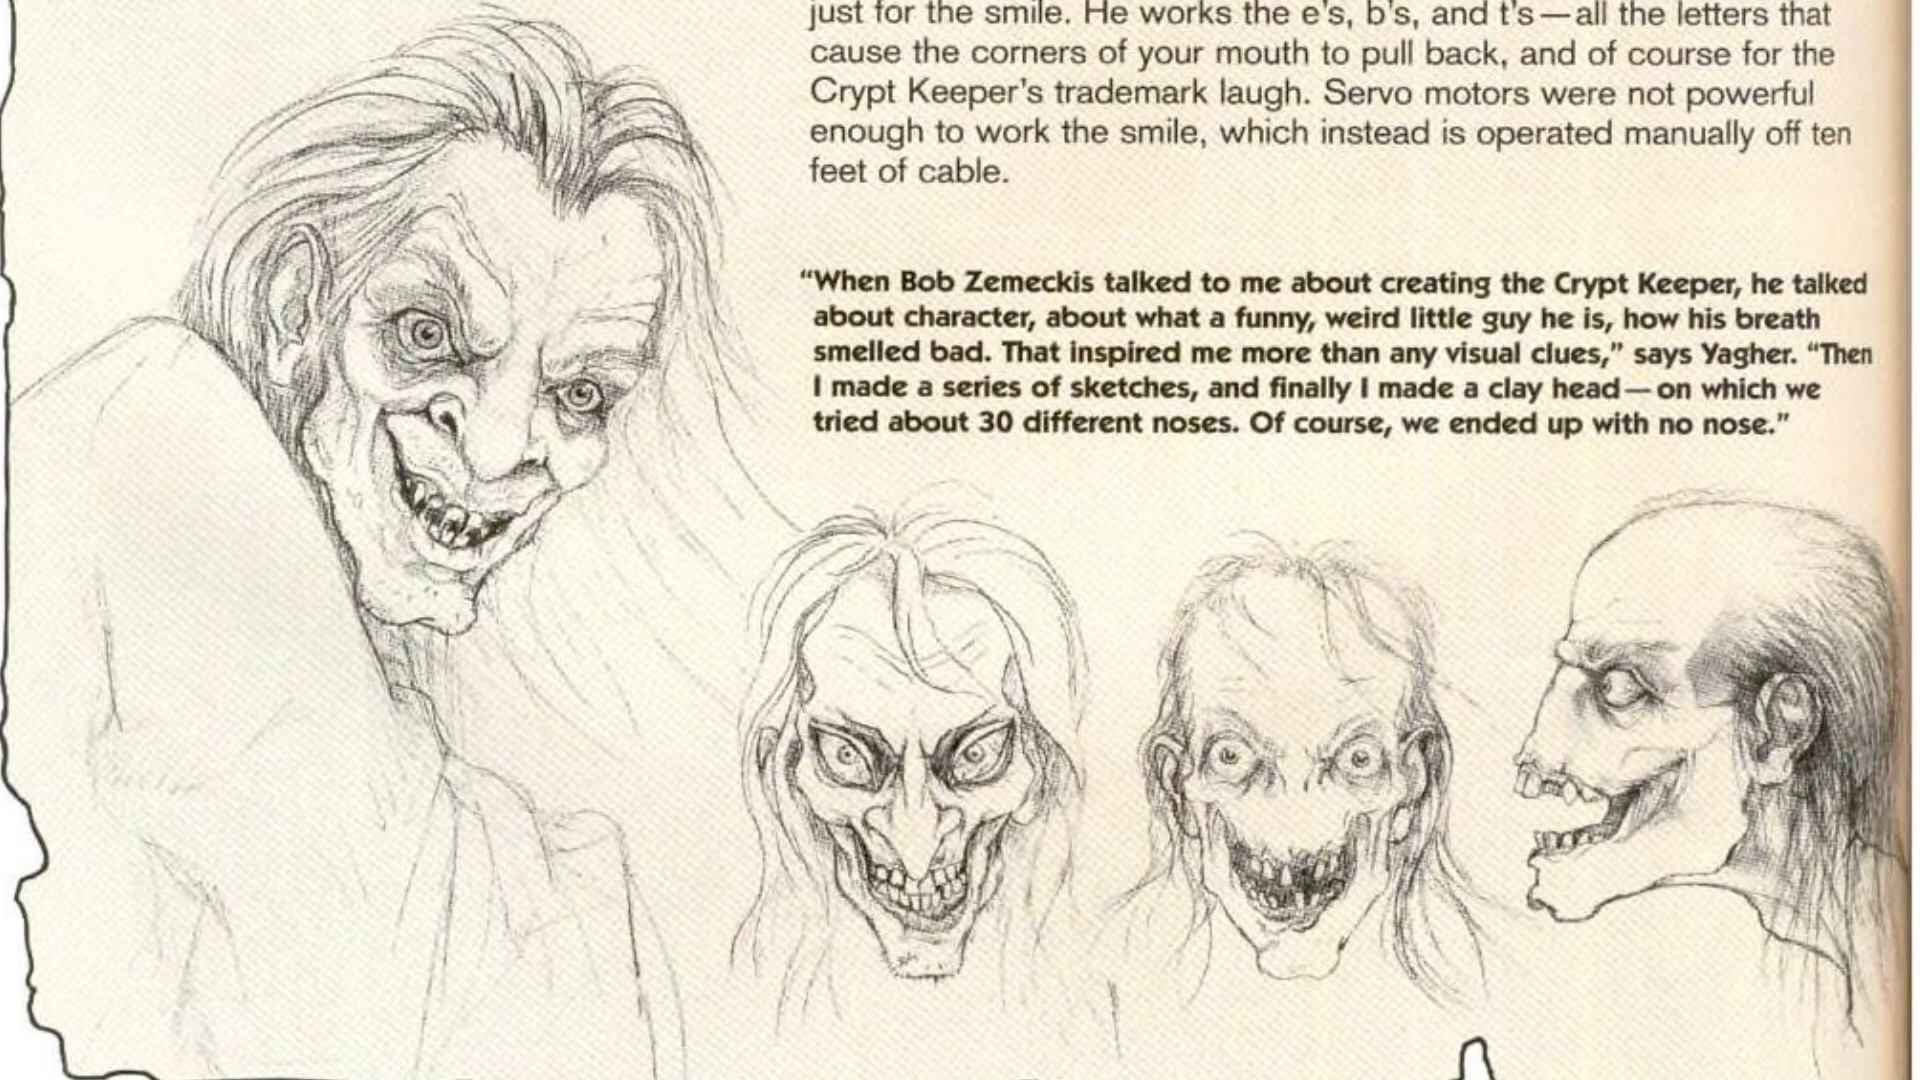 just for the smile. He works the e's, b's, and t's—all the letters that
cause the corners of your mouth to pull back, and of course for the
Crypt Keeper's trademark laugh. Servo motors were not powerful
enough to work the smile, which instead is operated manually off ten
feet of cable.
“When Bob Zemeckis talked to me about creating the Crypt Keeper, he talked
about character, about what a funny, weird little guy he is, how his breath
smelled bad. That inspired me more than any visual clues,” says Yagher. “Then
I made a series of sketches, and finally I made a clay head—on which we
tried about 30 different noses. Of course, we ended up with no nose.”